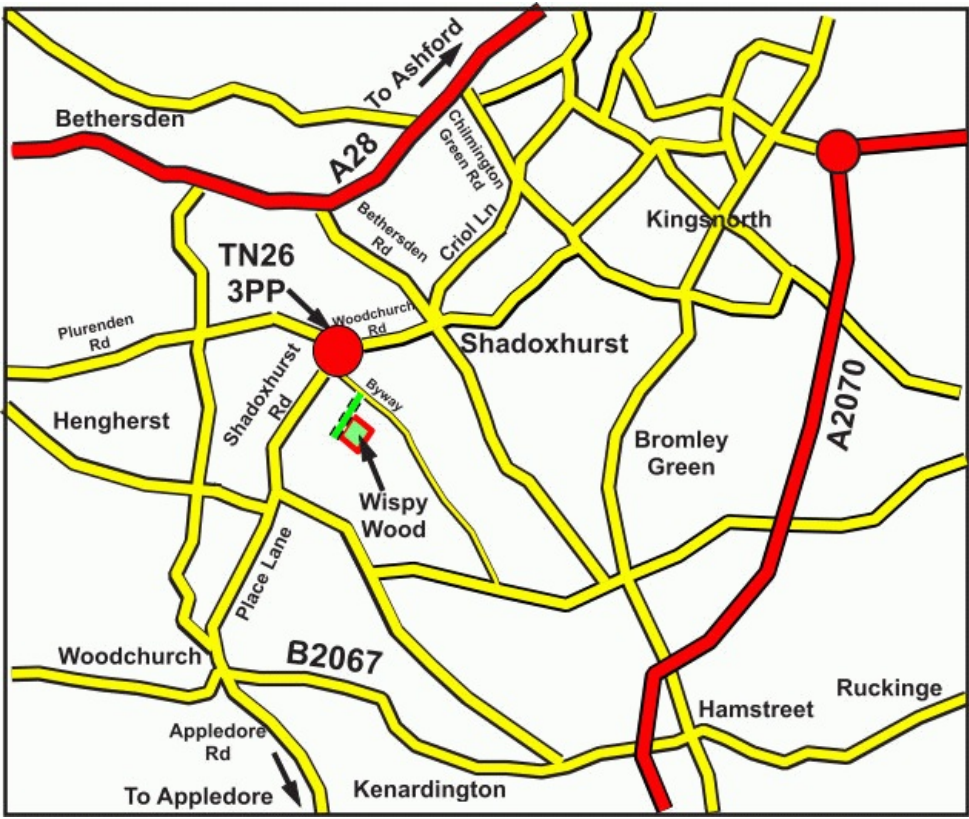 To Ashford
Bethersden
A28
Chilmington
Green Rd
Bethersden
Rd
Criol Ln
Kingsnorth
TN26
3PP
Woodchurch
Rd
Plurenden
Rd
Shadoxhurst
Shadoxhurst
Rd
Byway
A2070
Hengherst
Bromley
Green
Wispy
Wood
Place Lane
Woodchurch
B2067
Ruckinge
Hamstreet
Appledore
Rd
To Appledore
Kenardington